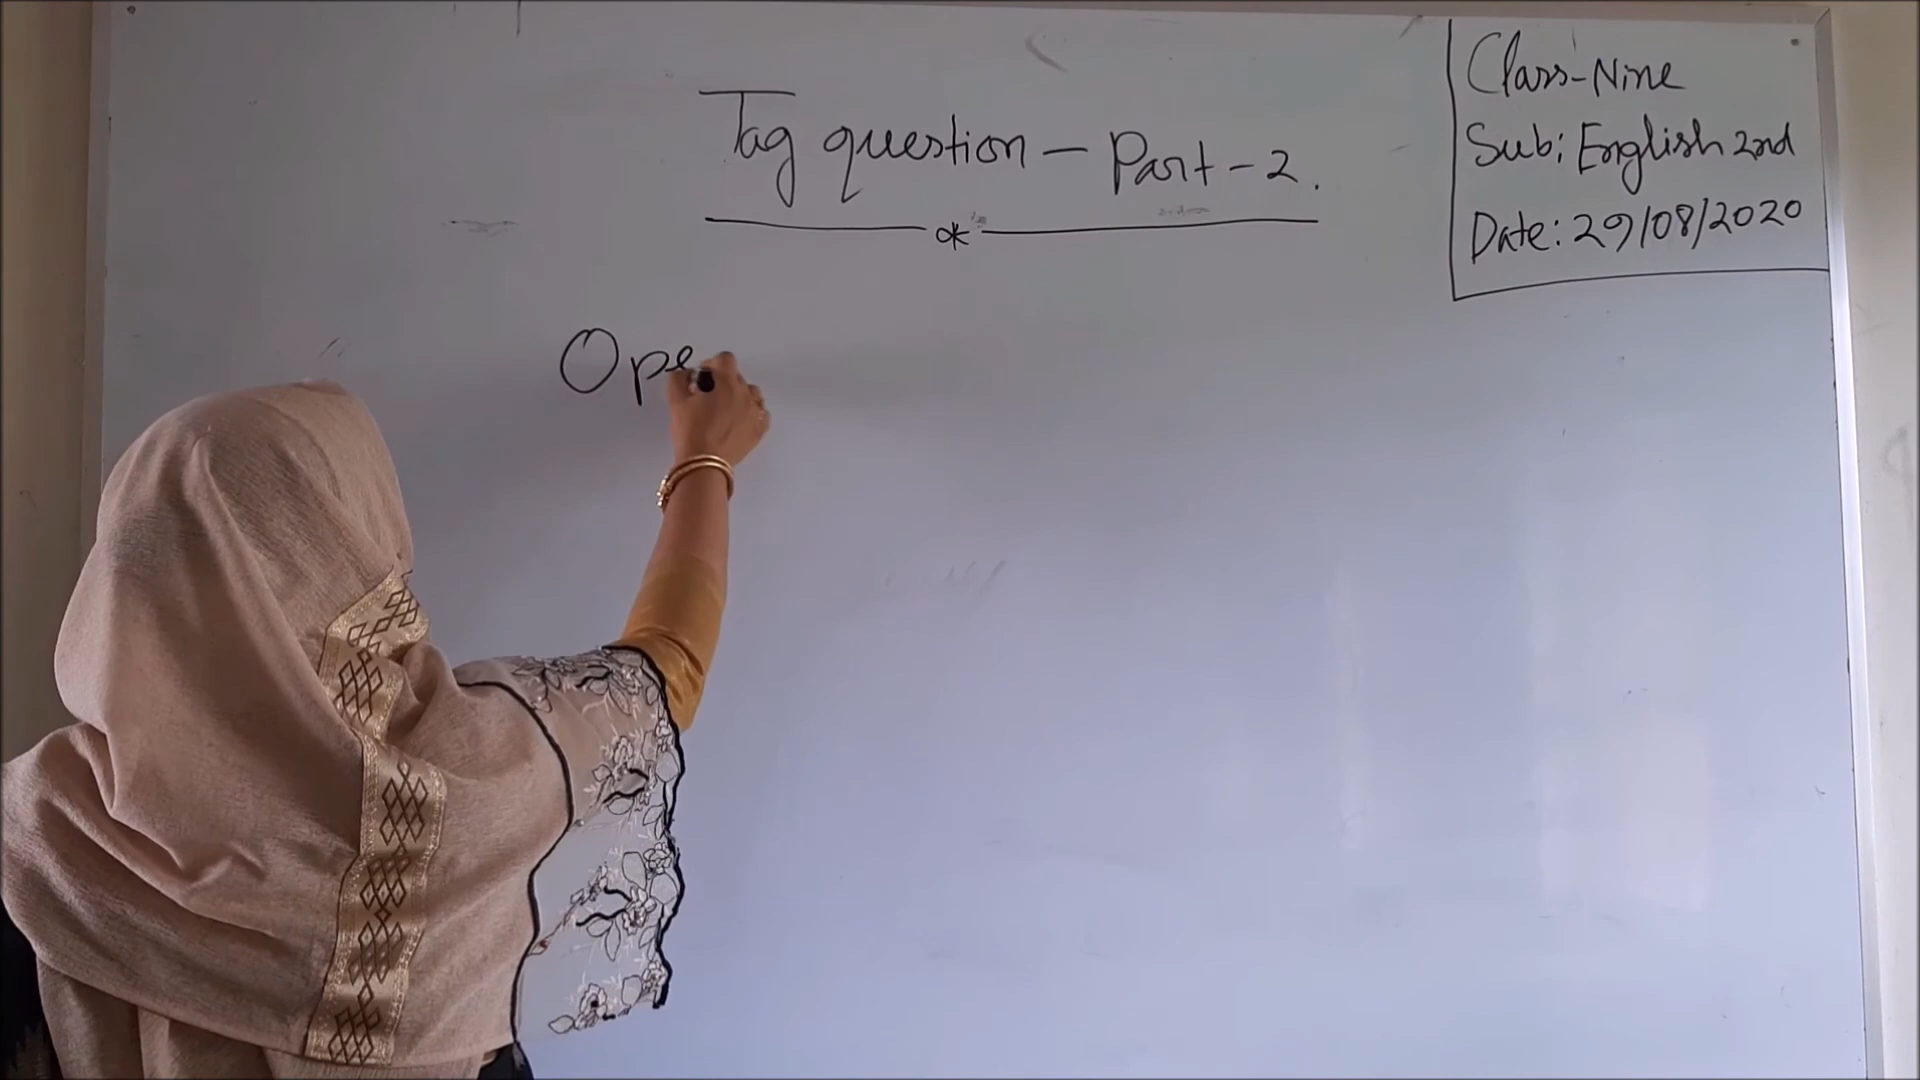 Tag question - Part - 2.
Class - Nine
Sub: English 2nd
Date: 29/08/2020
Ope